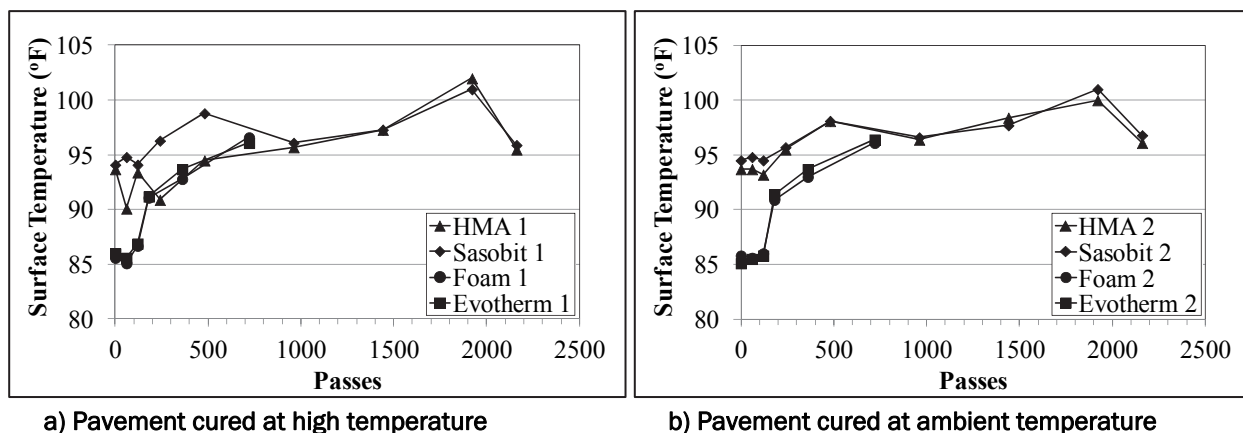 105
100
95
90
85
80
Surface Temperature (°F)
0 500 1000 1500 2000 2500
Passes
HMA 1
Sasobit 1
Foam 1
Evotherm 1
a) Pavement cured at high temperature
105
100
95
90
85
80
Surface Temperature (°F)
0 500 1000 1500 2000 2500
Passes
HMA 2
Sasobit 2
Foam 2
Evotherm 2
b) Pavement cured at ambient temperature